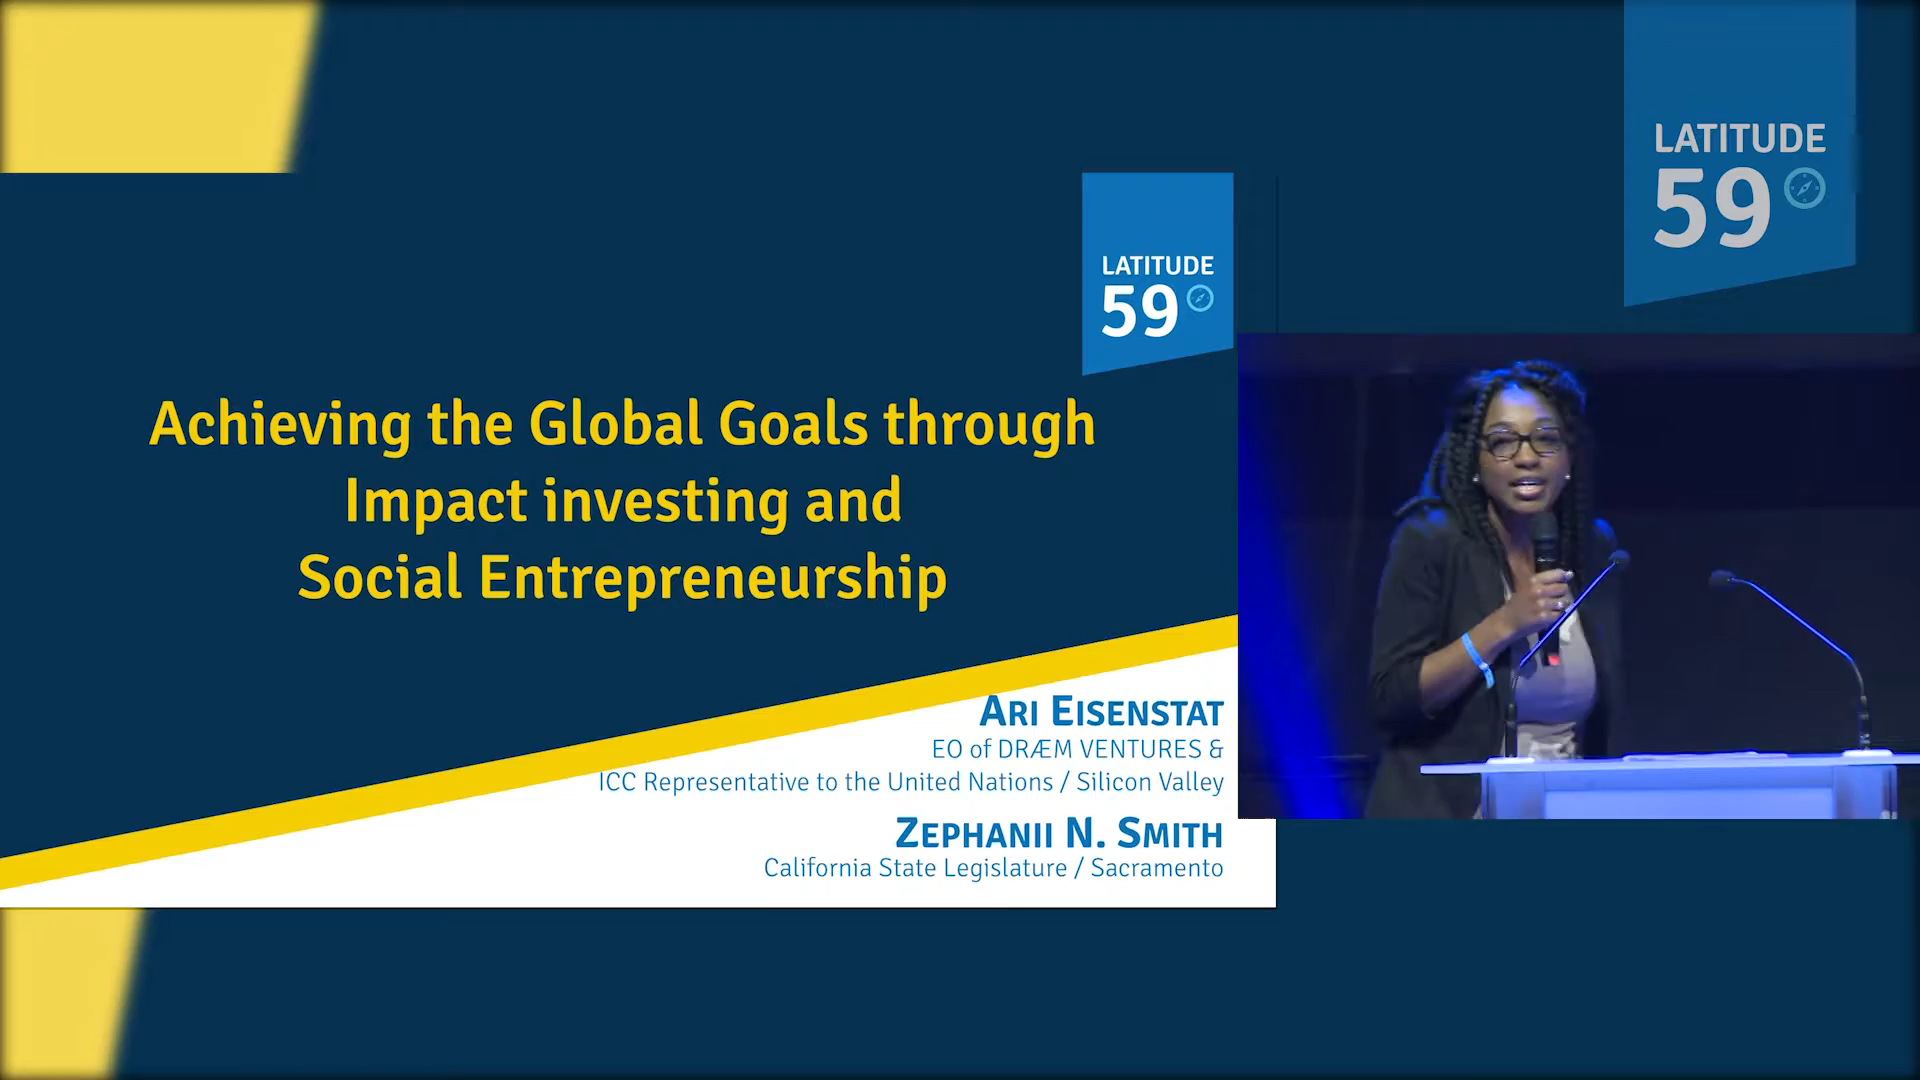 LATITUDE
59
LATITUDE
59
Achieving the Global Goals through
Impact investing and
Social Entrepreneurship
ARI EISENSTAT
EO of DRÆM VENTURES &
ICC Representative to the United Nations / Silicon Valley
ZEPHANII N. SMITH
California State Legislature / Sacramento